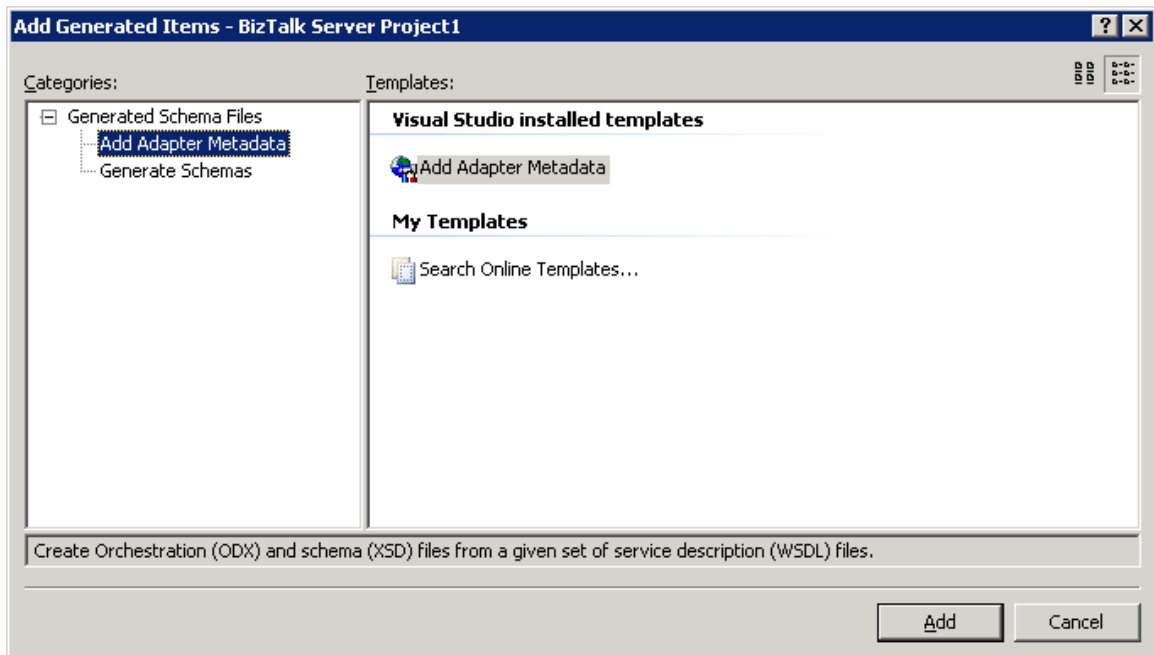 Add Generated Items - BizTalk Server Project1
Categories:
Templates:
Generated Schema Files
Add Adapter Metadata
Generate Schemas
Visual Studio installed templates
Add Adapter Metadata
My Templates
Search Online Templates...
Create Orchestration (ODX) and schema (XSD) files from a given set of service description (WSDL) files.
Add
Cancel